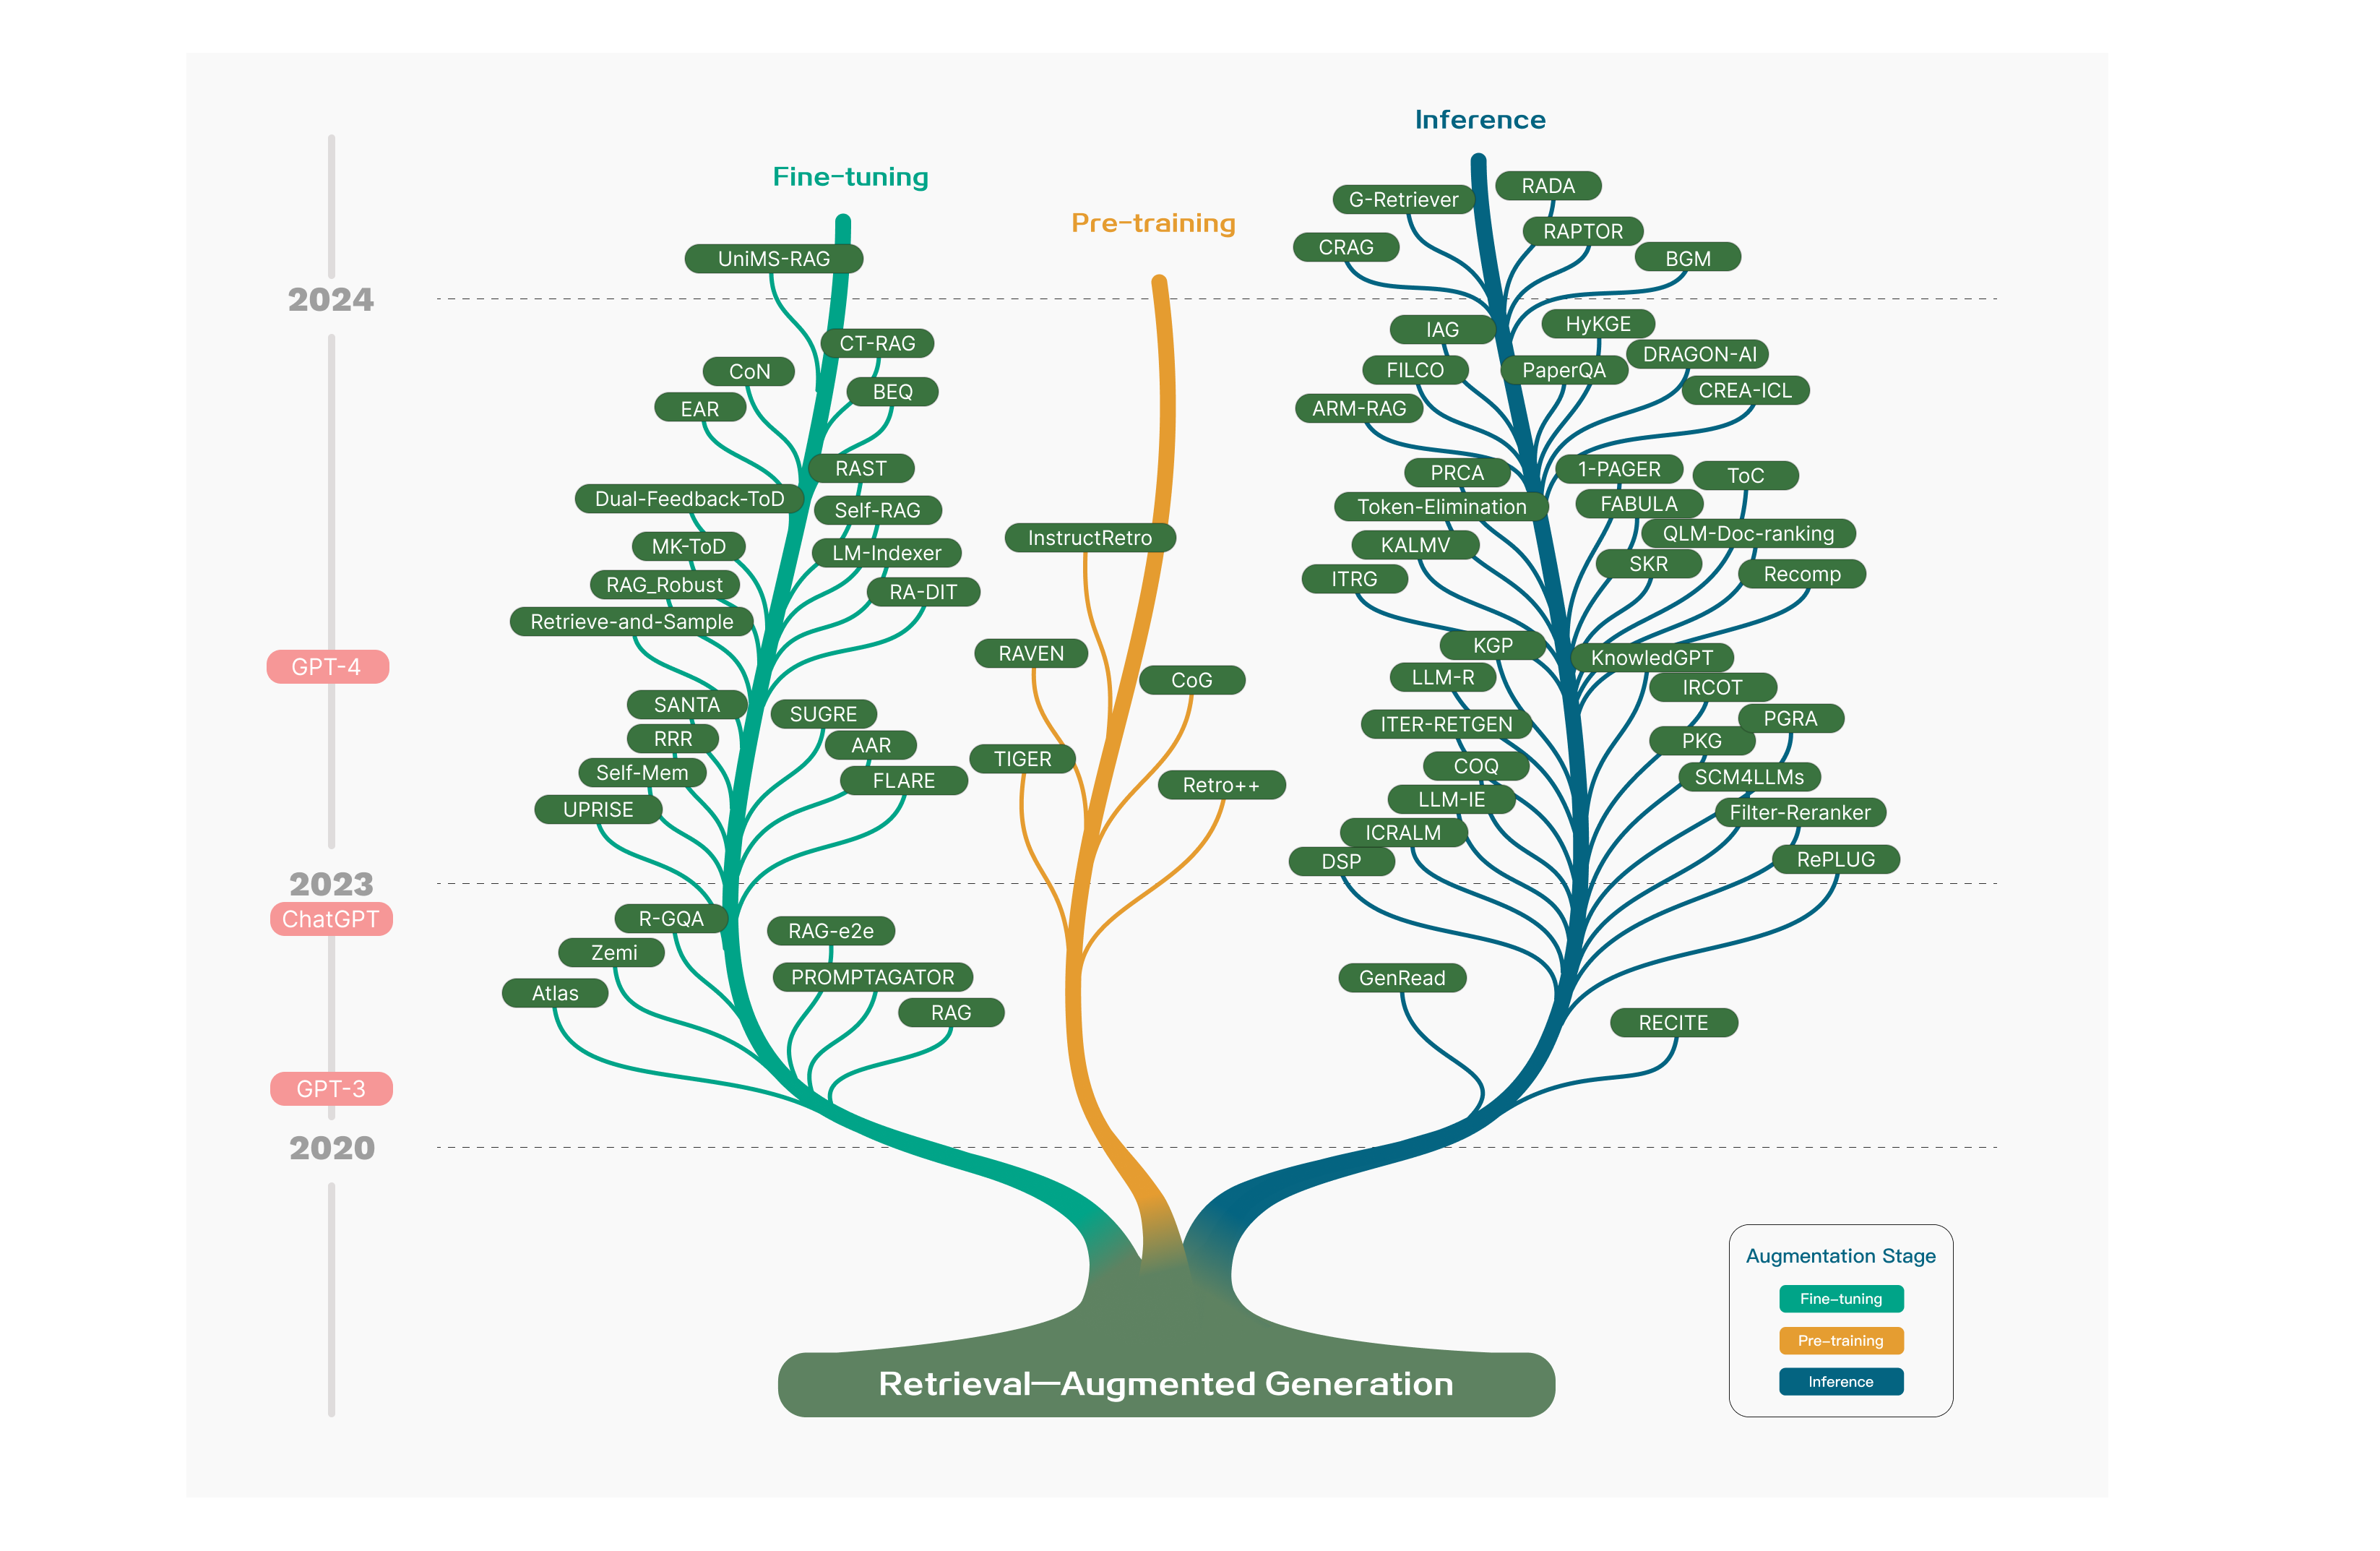 Inference
Fine-tuning
Pre-training
RADA
G-Retriever
RAPTOR
CRAG
BGM
UniMS-RAG
2024
HyKGE
IAG
CT-RAG
DRAGON-AI
FILCO
PaperQA
CoN
CREA-ICL
BEQ
EAR
ARM-RAG
RAST
1-PAGER
PRCA
ToC
Dual-Feedback-ToD
FABULA
Token-Elimination
Self-RAG
QLM-Doc-ranking
InstructRetro
KALMV
MK-ToD
LM-Indexer
SKR
Recomp
ITRG
RAG_Robust
RA-DIT
Retrieve-and-Sample
KGP
RAVEN
KnowledGPT
GPT-4
LLM-R
CoG
IRCOT
SANTA
SUGRE
PGRA
ITER-RETGEN
RRR
PKG
AAR
TIGER
COQ
Self-Mem
SCM4LLMs
FLARE
Retro++
LLM-IE
UPRISE
Filter-Reranker
ICRALM
DSP
RePLUG
2023
ChatGPT
R-GQA
RAG-e2e
Zemi
PROMPTAGATOR
GenRead
Atlas
RAG
RECITE
GPT-3
2020
Augmentation Stage
Fine-tuning
Pre-training
Inference
Retrieval—Augmented Generation